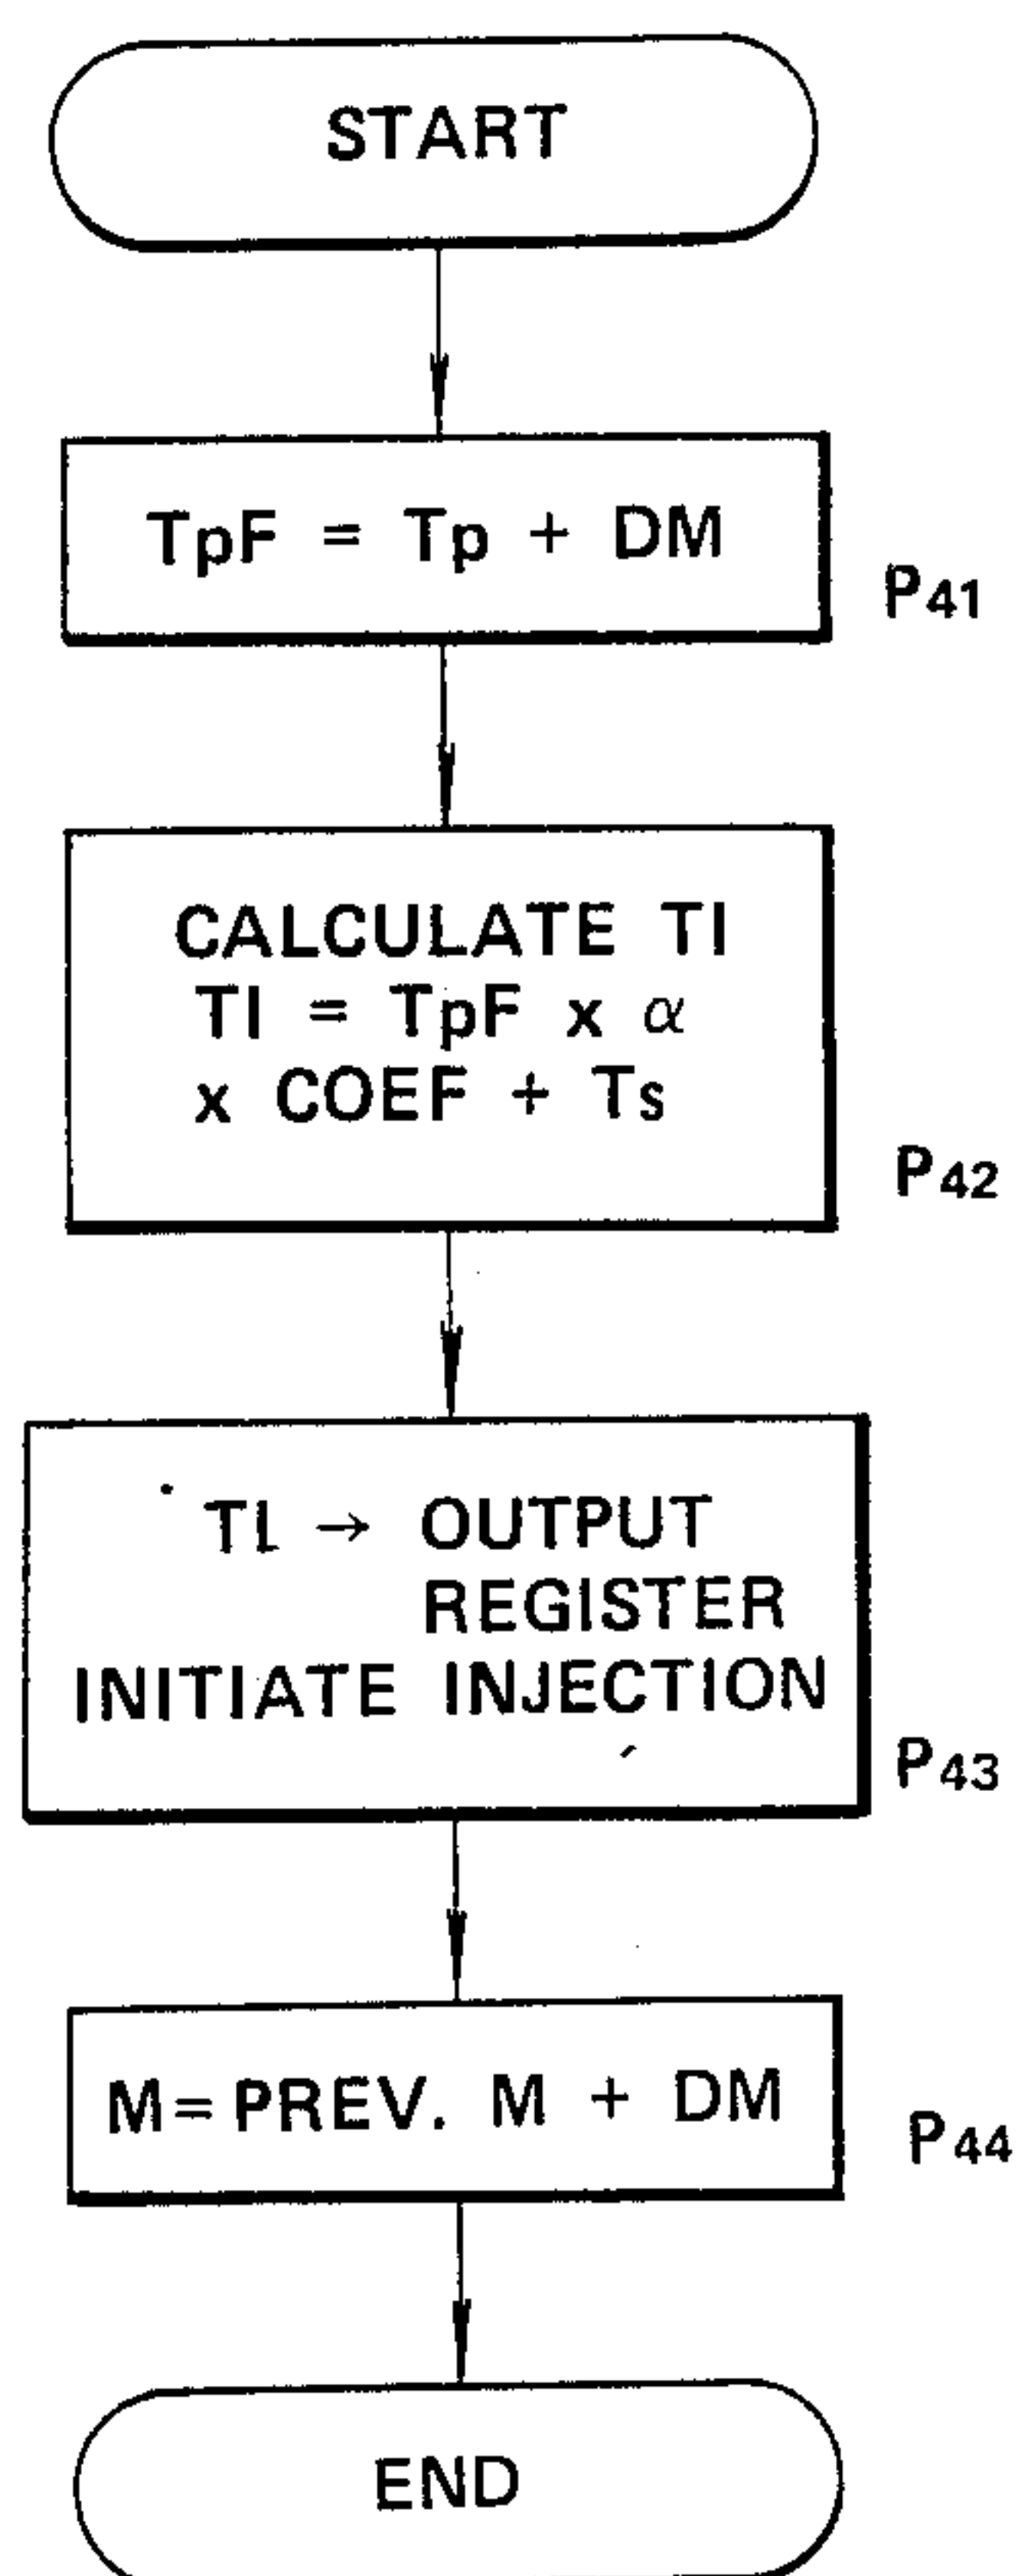 START
TpF = Tp + DM
P41
CALCULATE TI
TI = TpF x α
x COEF + Ts
P42
TI → OUTPUT
REGISTER
INITIATE INJECTION
P43
M = PREV. M + DM
P44
END